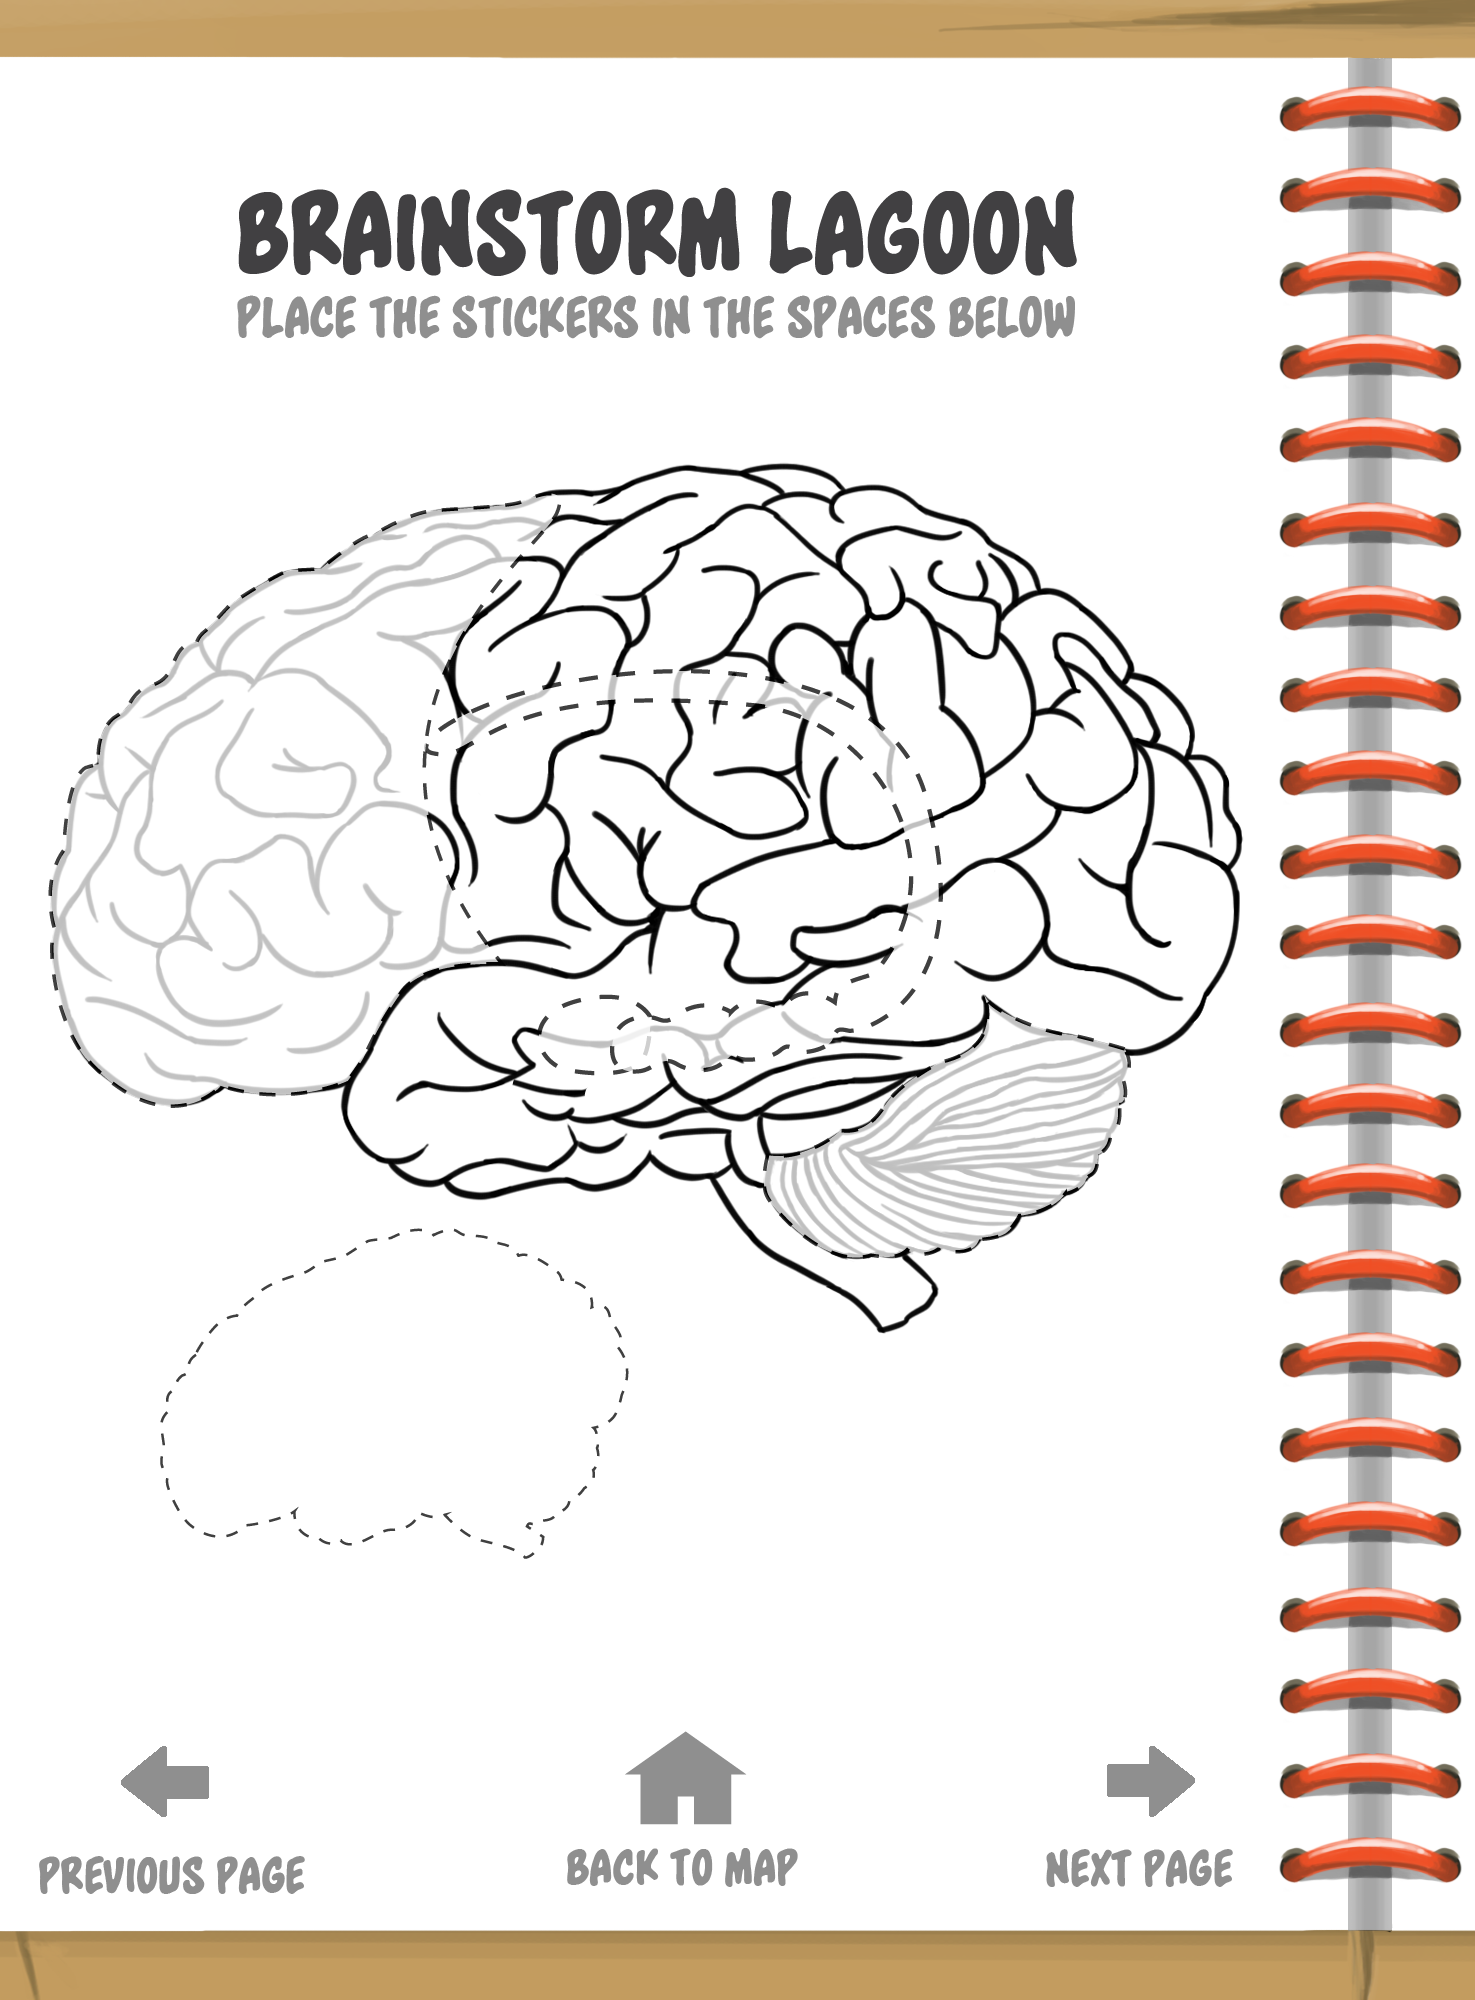 BRAINSTORM LAGOON
PLACE THE STICKERS IN THE SPACES BELOW
PREVIOUS PAGE
BACK TO MAP
NEXT PAGE